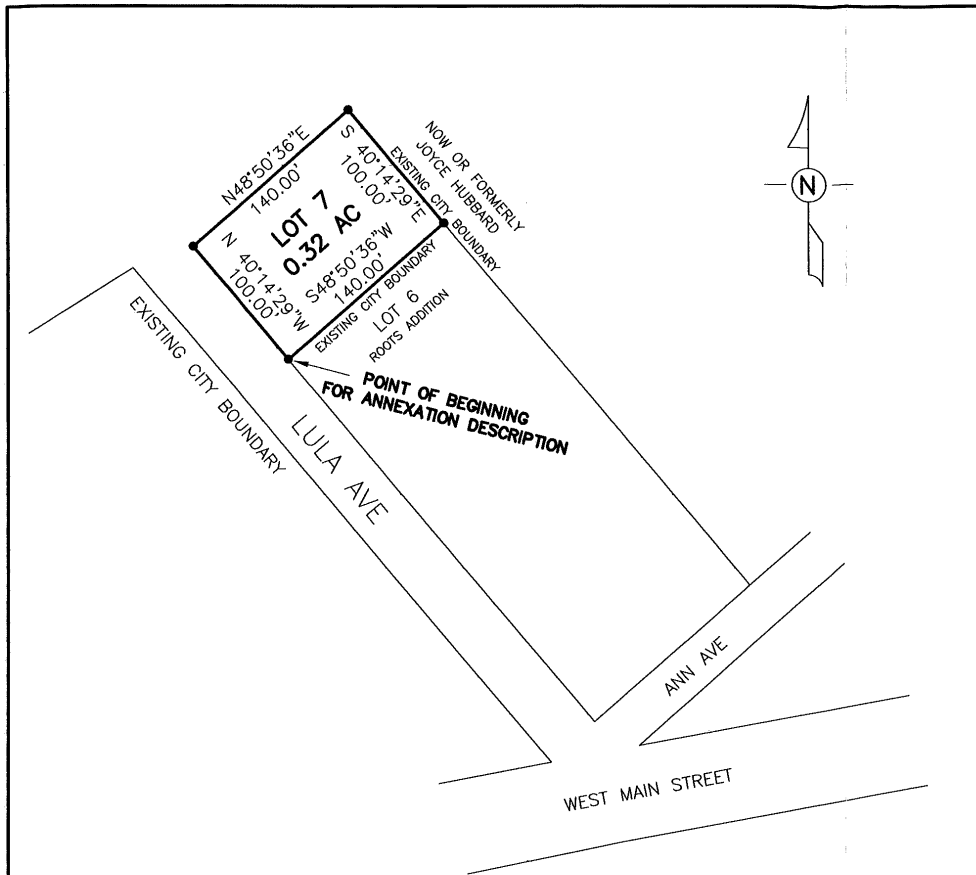 N48°50'36"E
140.00'
S 40°14'29"E
100.00'
EXISTING CITY BOUNDARY
NOW OR FORMERLY
JOYCE HUBBARD
LOT 7
0.32 AC
N 40°14'29"W
100.00'
S48°50'36"W
140.00'
EXISTING CITY BOUNDARY
LOT 6
ROOTS ADDITION
N
EXISTING CITY BOUNDARY
POINT OF BEGINNING
FOR ANNEXATION DESCRIPTION
LULA AVE
ANN AVE
WEST MAIN STREET